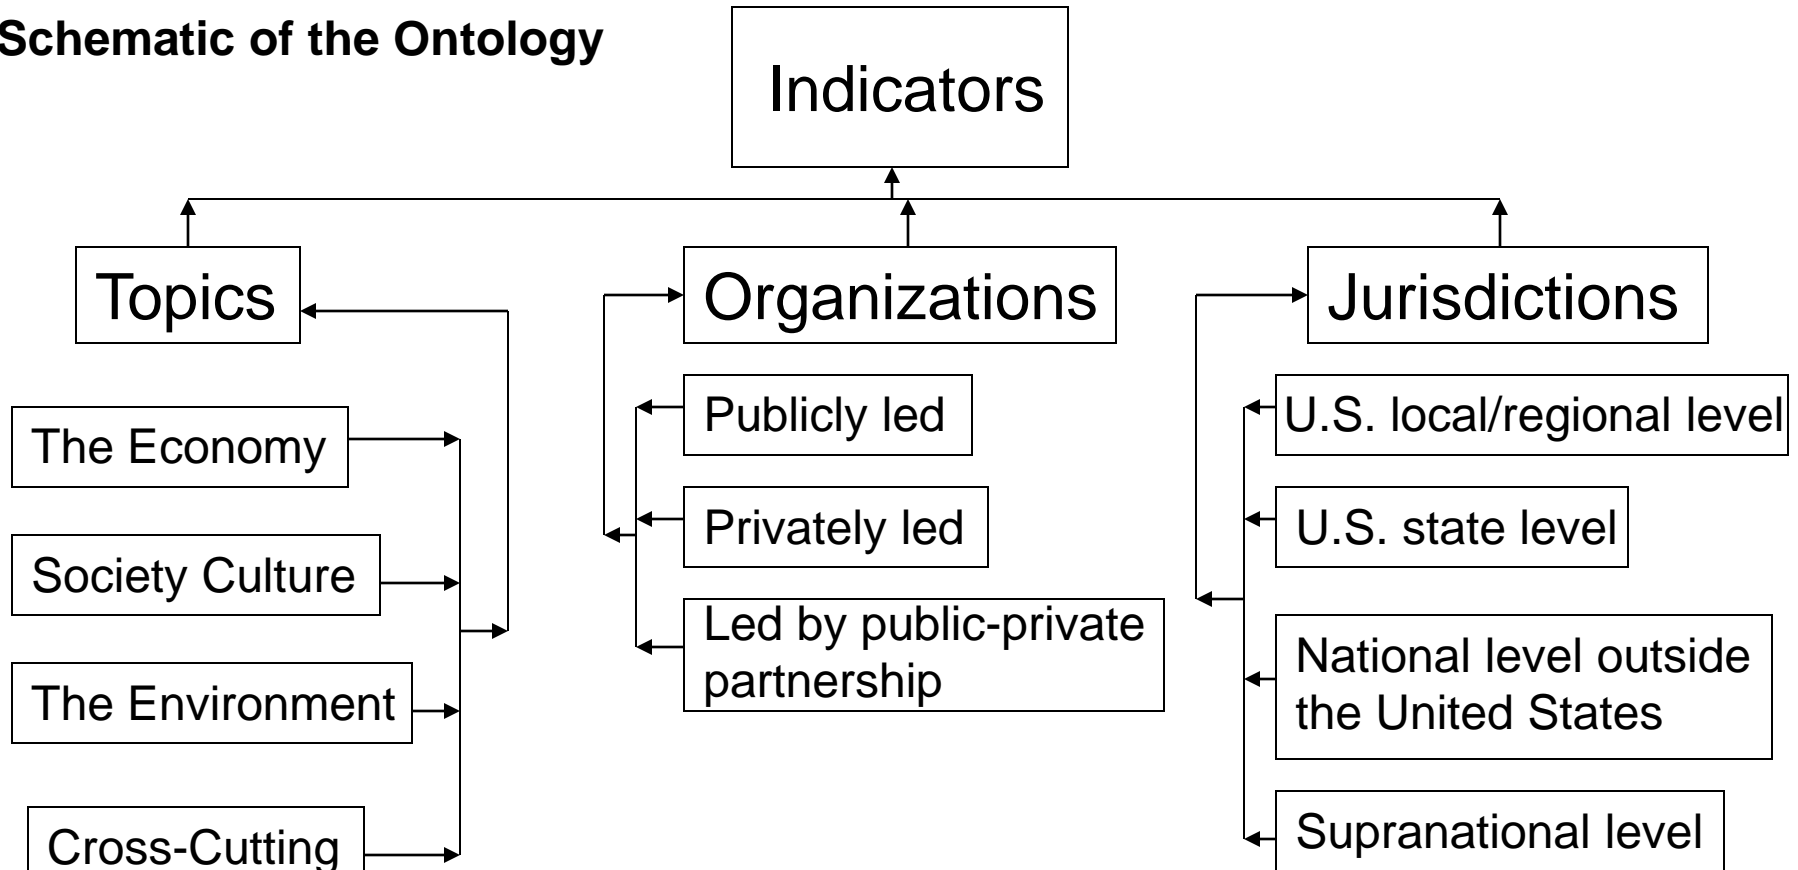 Schematic of the Ontology
Indicators
Topics
Organizations
Jurisdictions
The Economy
Society Culture
The Environment
Cross-Cutting
Publicly led
Privately led
Led by public-private
partnership
U.S. local/regional level
U.S. state level
National level outside
the United States
Supranational level